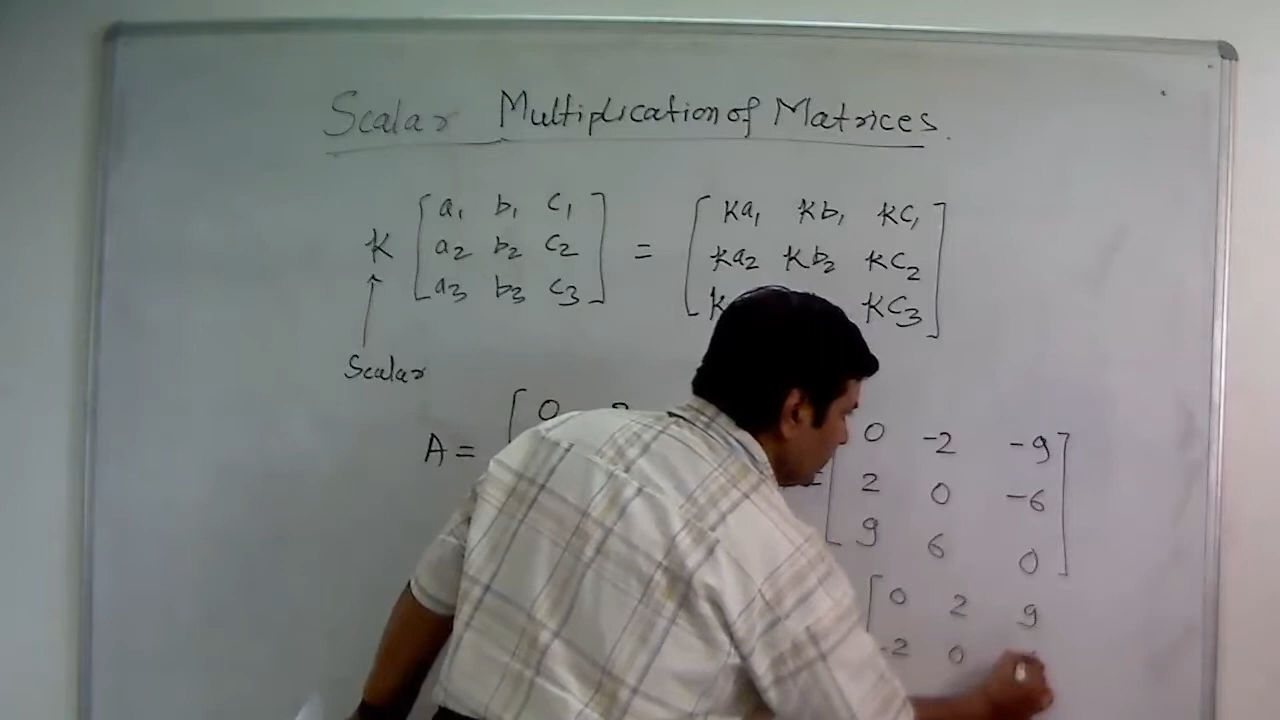 Scalar Multiplication of Matrices.
K [ a₁ b₁ c₁ ] = [ ka₁ kb₁ kc₁ ]
[ a₂ b₂ c₂ ] [ ka₂ kb₂ kc₂ ]
[ a₃ b₃ c₃ ] [ k kc₃ ]
Scalar
A = [ 0
= [ 0 -2 -9 ]
[ 2 0 -6 ]
[ 9 6 0 ]
[ 0 2 9
-2 0